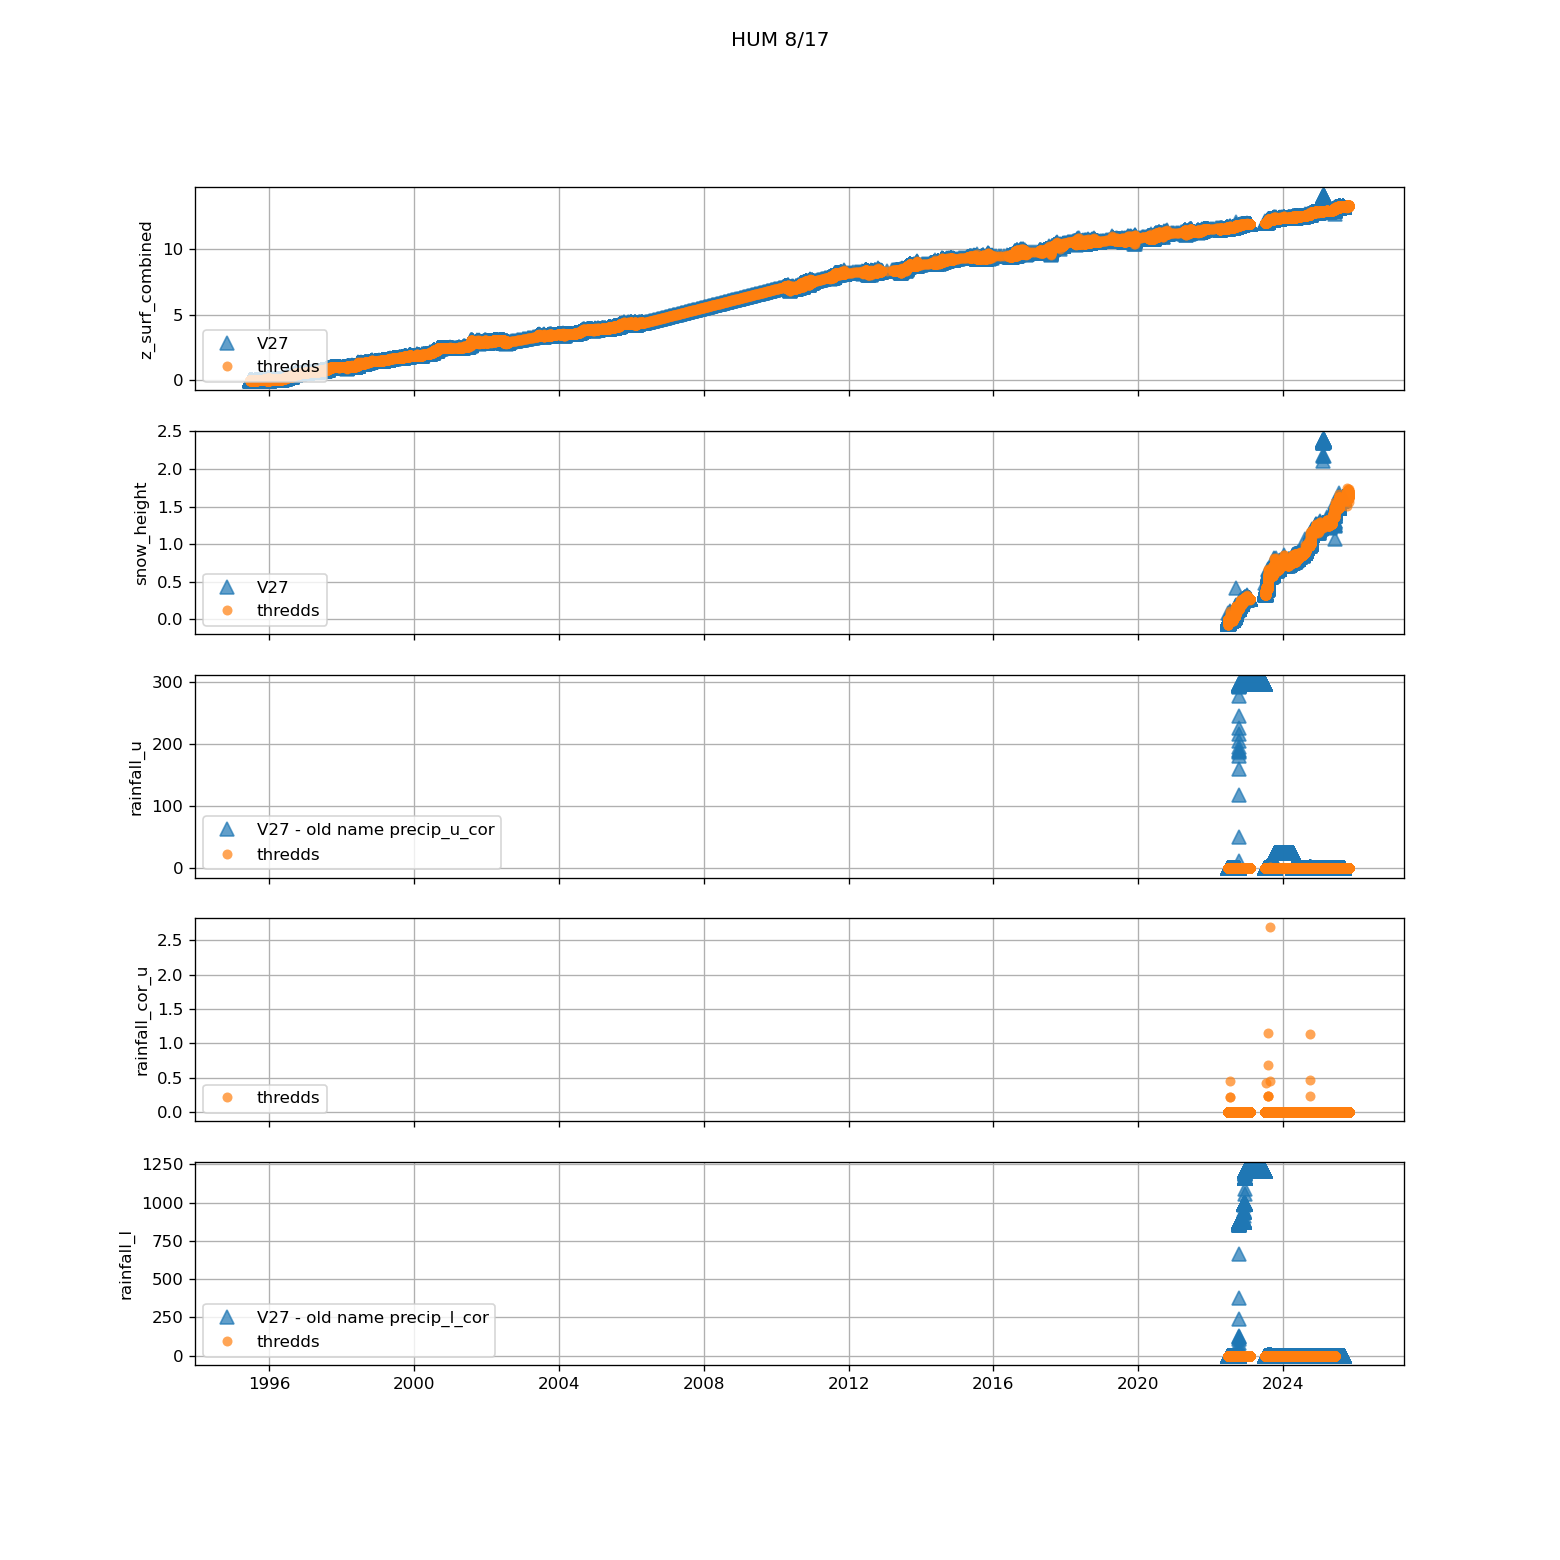 HUM 8/17
10
5
0
z_surf_combined
V27
thredds
2.5
2.0
1.5
1.0
0.5
0.0
snow_height
V27
thredds
300
200
100
0
rainfall_u
V27 - old name precip_u_cor
thredds
2.5
2.0
1.5
1.0
0.5
0.0
rainfall_cor_u
thredds
1250
1000
750
500
250
0
rainfall_l
V27 - old name precip_l_cor
thredds
1996 2000 2004 2008 2012 2016 2020 2024